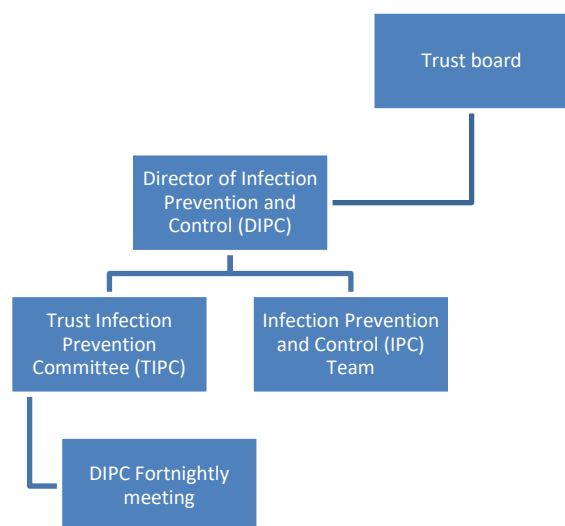 Trust board
Director of Infection
Prevention and
Control (DIPC)
Trust Infection
Prevention
Committee (TIPC)
Infection Prevention
and Control (IPC)
Team
DIPC Fortnightly
meeting